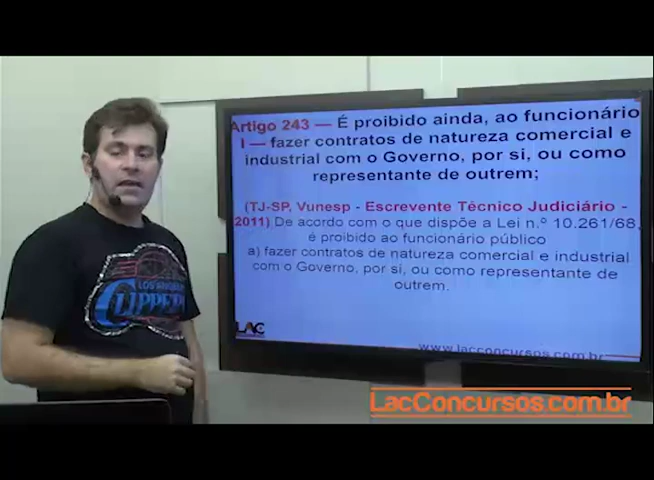 Artigo 243 — É proibido ainda, ao funcionário
I — fazer contratos de natureza comercial e
industrial com o Governo, por si, ou como
representante de outrem;
(TJ-SP, Vunesp - Escrevente Técnico Judiciário -
2011) De acordo com o que dispõe a Lei n.º 10.261/68,
é proibido ao funcionário público
a) fazer contratos de natureza comercial e industrial
com o Governo, por si, ou como representante de
outrem.
LAC
www.lacconcursos.com.br
LOS ANGELES
CLIPPERS
LacConcursos.com.br